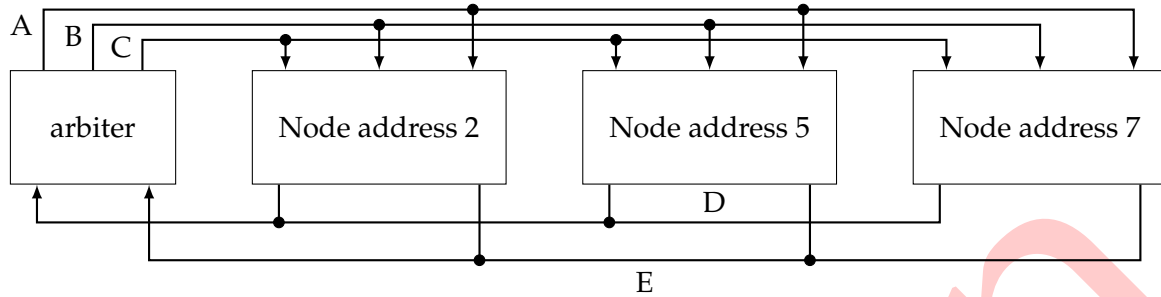 A
B
C
arbiter
Node address 2
Node address 5
Node address 7
D
E